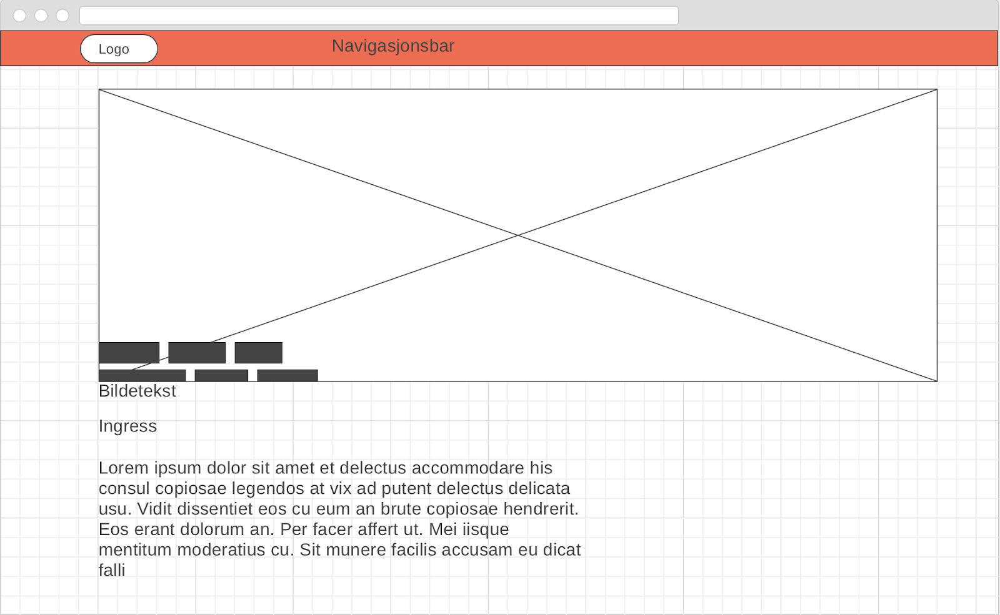 Logo
Navigasjonsbar
Bildetekst
Ingress
Lorem ipsum dolor sit amet et delectus accommodare his
consul copiosae legendos at vix ad putent delectus delicata
usu. Vidit dissentiet eos cu eum an brute copiosae hendrerit.
Eos erant dolorum an. Per facer affert ut. Mei iisque
mentitum moderatius cu. Sit munere facilis accusam eu dicat
falli